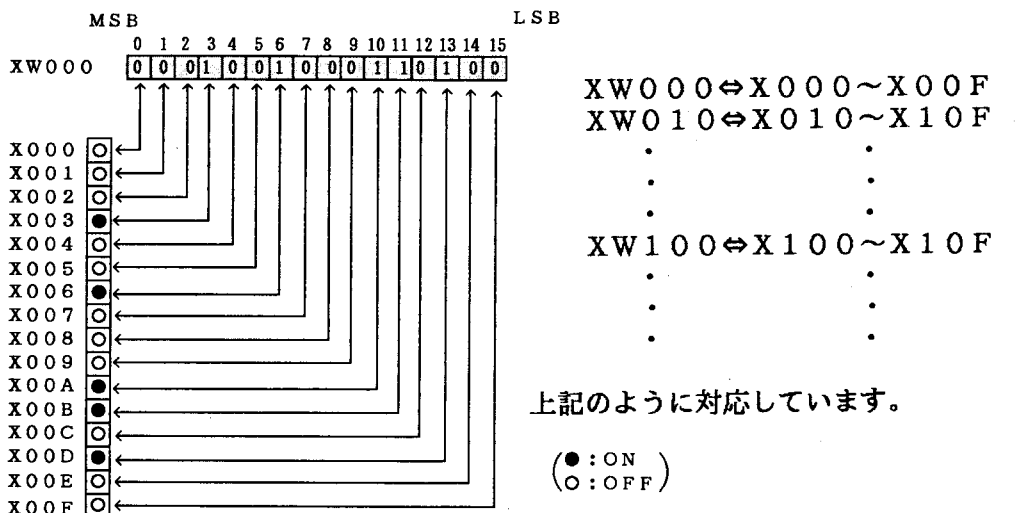 MSB LSB
0 1 2 3 4 5 6 7 8 9 10 11 12 13 14 15
XW000 0 0 0 1 0 0 1 0 0 0 1 1 0 1 0 0
X000
X001
X002
X003
X004
X005
X006
X007
X008
X009
X00A
X00B
X00C
X00D
X00E
X00F
XW000⇔X000~X00F
XW010⇔X010~X10F
XW100⇔X100~X10F
上記のように対応しています。
(●:ON
○:OFF)